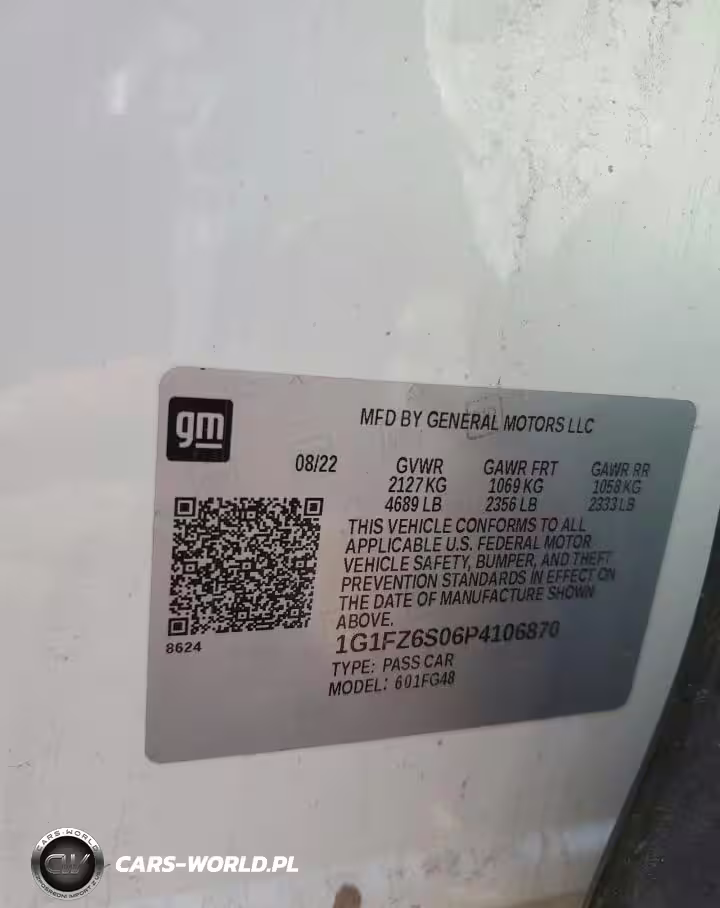 gm
MFD BY GENERAL MOTORS LLC
08/22 GVWR GAWR FRT GAWR RR
2127 KG 1069 KG 1058 KG
4689 LB 2356 LB 2333 LB
THIS VEHICLE CONFORMS TO ALL
APPLICABLE U.S. FEDERAL MOTOR
VEHICLE SAFETY, BUMPER, AND THEFT
PREVENTION STANDARDS IN EFFECT ON
THE DATE OF MANUFACTURE SHOWN
ABOVE.
8624
1G1FZ6S06P4106870
TYPE: PASS CAR
MODEL: 601FG48
CARS-WORLD
CW
CARS-WORLD.PL